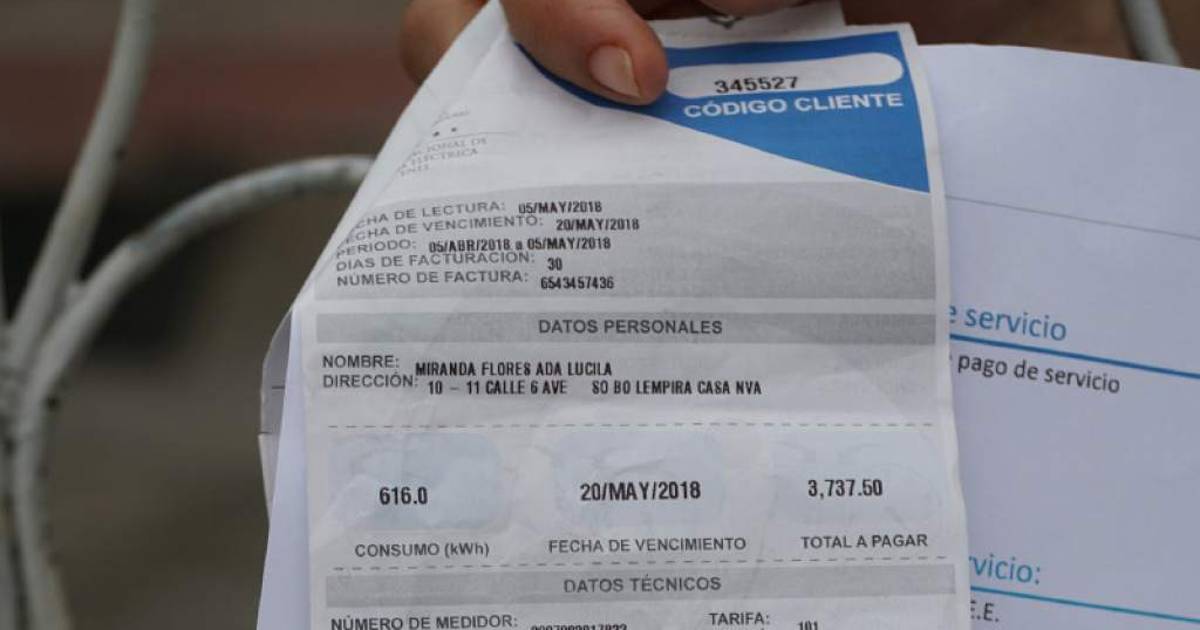 345527
CÓDIGO CLIENTE
FECHA DE LECTURA: 05/MAY/2018
FECHA DE VENCIMIENTO: 20/MAY/2018
PERIODO: 05/ABR/2018 a 05/MAY/2018
DIAS DE FACTURACIÓN: 30
NÚMERO DE FACTURA: 6543457436
DATOS PERSONALES
NOMBRE: MIRANDA FLORES ADA LUCILA
DIRECCIÓN: 10 - 11 CALLE 6 AVE SO BO LEMPIRA CASA NVA
616.0 20/MAY/2018 3,737.50
CONSUMO (kWh) FECHA DE VENCIMIENTO TOTAL A PAGAR
DATOS TÉCNICOS
NÚMERO DE MEDIDOR: TARIFA: 101
servicio
pago de servicio
vicio:
E.E.